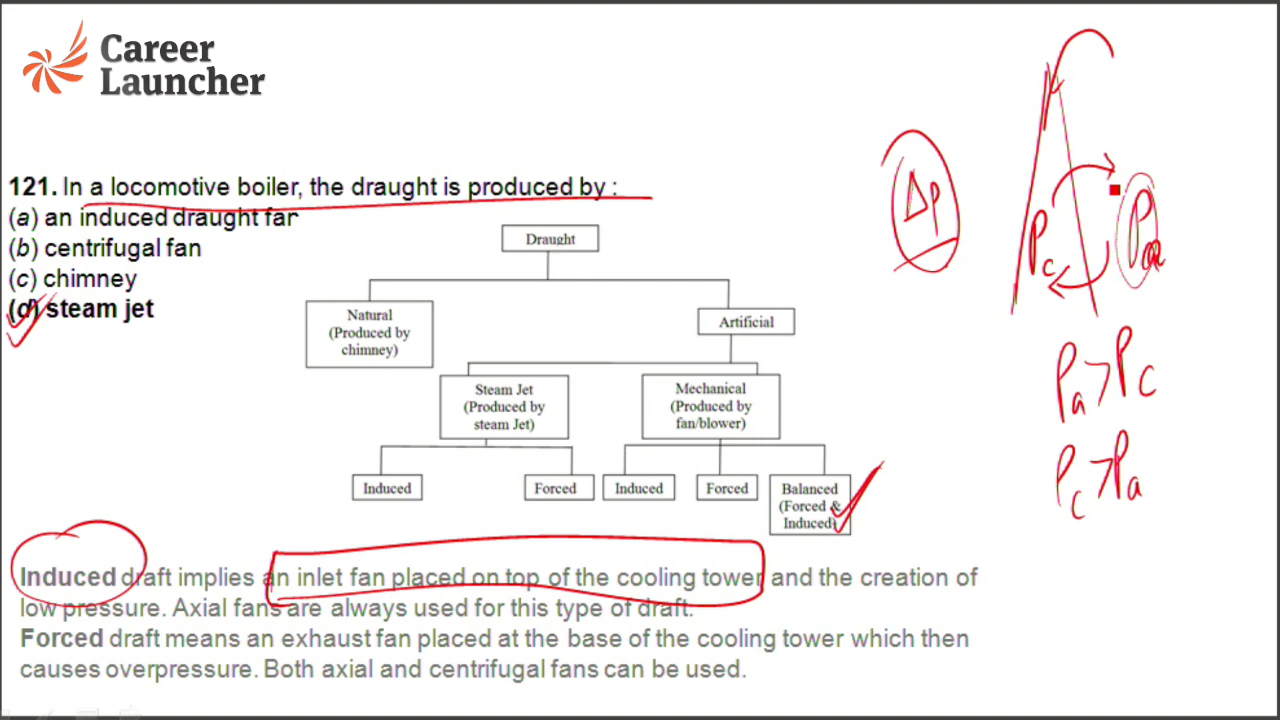 Career
Launcher
121. In a locomotive boiler, the draught is produced by :
(a) an induced draught fan
(b) centrifugal fan
(c) chimney
(d) steam jet
Draught
Natural
(Produced by
chimney)
Artificial
Steam Jet
(Produced by
steam Jet)
Mechanical
(Produced by
fan/blower)
Induced
Forced
Induced
Forced
Balanced
(Forced &
Induced)
Induced draft implies an inlet fan placed on top of the cooling tower and the creation of
low pressure. Axial fans are always used for this type of draft.
Forced draft means an exhaust fan placed at the base of the cooling tower which then
causes overpressure. Both axial and centrifugal fans can be used.
ΔP
Pc
Pa
Pa > Pc
Pc > Pa